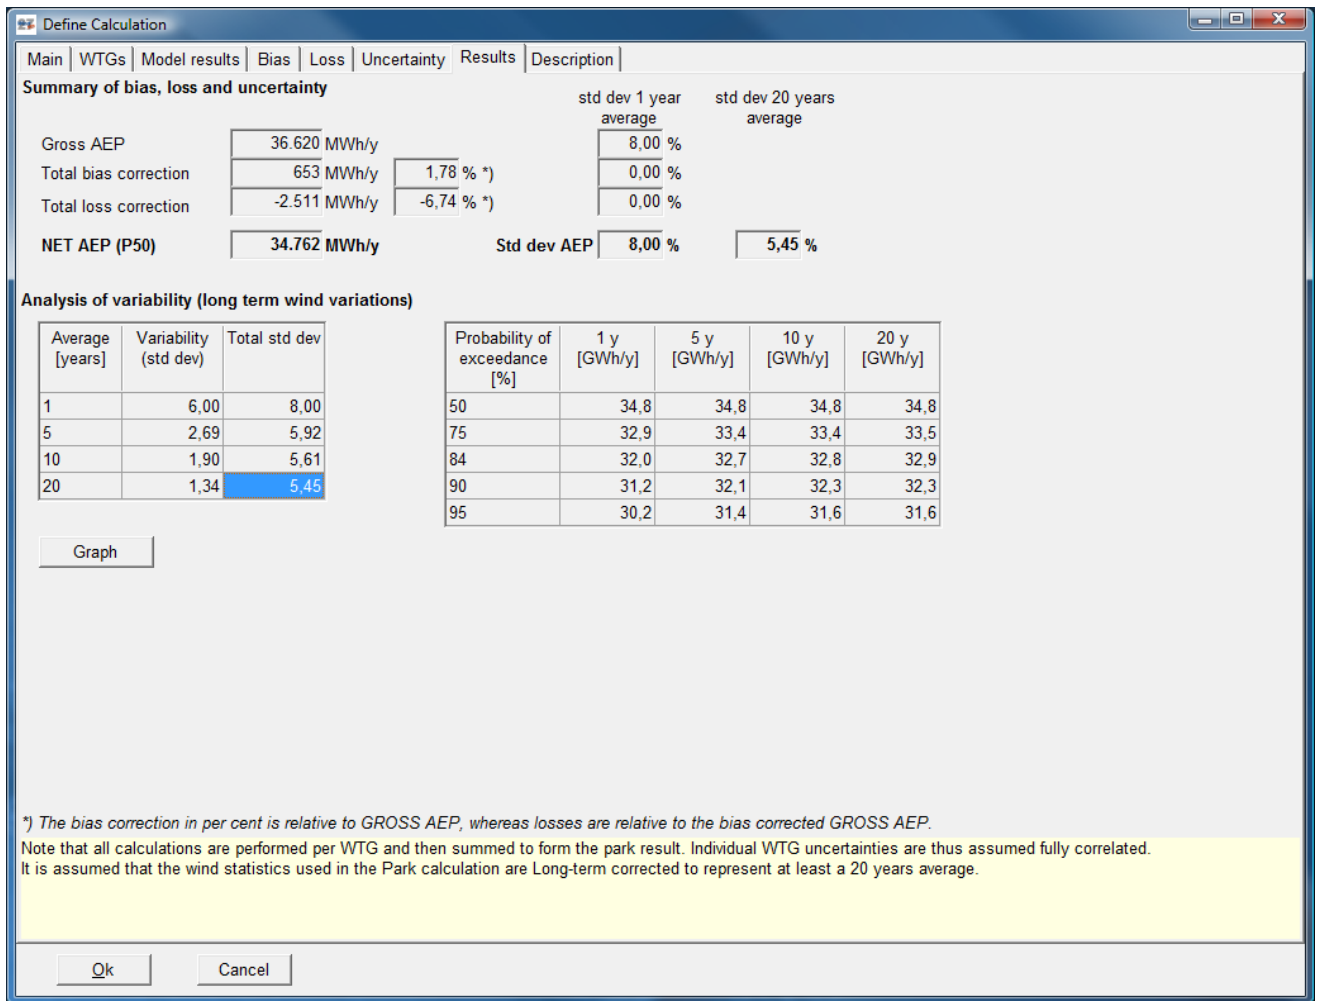 Define Calculation
Main WTGs Model results Bias Loss Uncertainty Results Description
Summary of bias, loss and uncertainty
std dev 1 year average
std dev 20 years average
Gross AEP 36.620 MWh/y 8,00 %
Total bias correction 653 MWh/y 1,78 % *) 0,00 %
Total loss correction -2.511 MWh/y -6,74 % *) 0,00 %
NET AEP (P50) 34.762 MWh/y Std dev AEP 8,00 % 5,45 %
Analysis of variability (long term wind variations)
Average [years] Variability (std dev) Total std dev
1 6,00 8,00
5 2,69 5,92
10 1,90 5,61
20 1,34 5,45
Probability of exceedance [%] 1 y [GWh/y] 5 y [GWh/y] 10 y [GWh/y] 20 y [GWh/y]
50 34,8 34,8 34,8 34,8
75 32,9 33,4 33,4 33,5
84 32,0 32,7 32,8 32,9
90 31,2 32,1 32,3 32,3
95 30,2 31,4 31,6 31,6
Graph
*) The bias correction in per cent is relative to GROSS AEP, whereas losses are relative to the bias corrected GROSS AEP.
Note that all calculations are performed per WTG and then summed to form the park result. Individual WTG uncertainties are thus assumed fully correlated.
It is assumed that the wind statistics used in the Park calculation are Long-term corrected to represent at least a 20 years average.
Ok Cancel